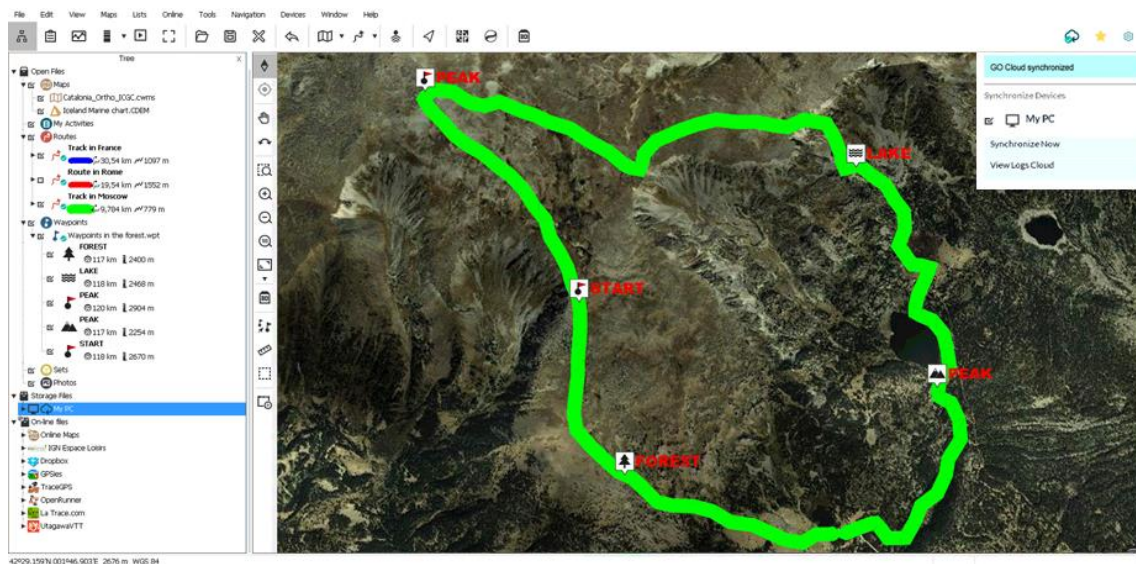 File Edit View Maps Lists Online Tools Navigation Devices Window Help
Tree X
Open Files
Maps
Catalonia_Ortho_ICGC.cwms
Iceland Marine chart.CDEM
My Activities
Routes
Track in France
30,54 km 1097 m
Route in Rome
19,54 km 1552 m
Track in Moscow
9,784 km 779 m
Waypoints
Waypoints in the forest.wpt
FOREST
117 km 2400 m
LAKE
118 km 2468 m
PEAK
120 km 2904 m
PEAK
117 km 2254 m
START
118 km 2670 m
Sets
Photos
Storage Files
My PC
On-line files
Online Maps
IGN Espace Loisirs
Dropbox
GPSies
TraceGPS
OpenRunner
La Trace.com
UtagawaVTT
PEAK
LAKE
START
PEAK
FOREST
GO Cloud synchronized
Synchronize Devices
My PC
Synchronize Now
View Logs Cloud
2676 m WGS 84